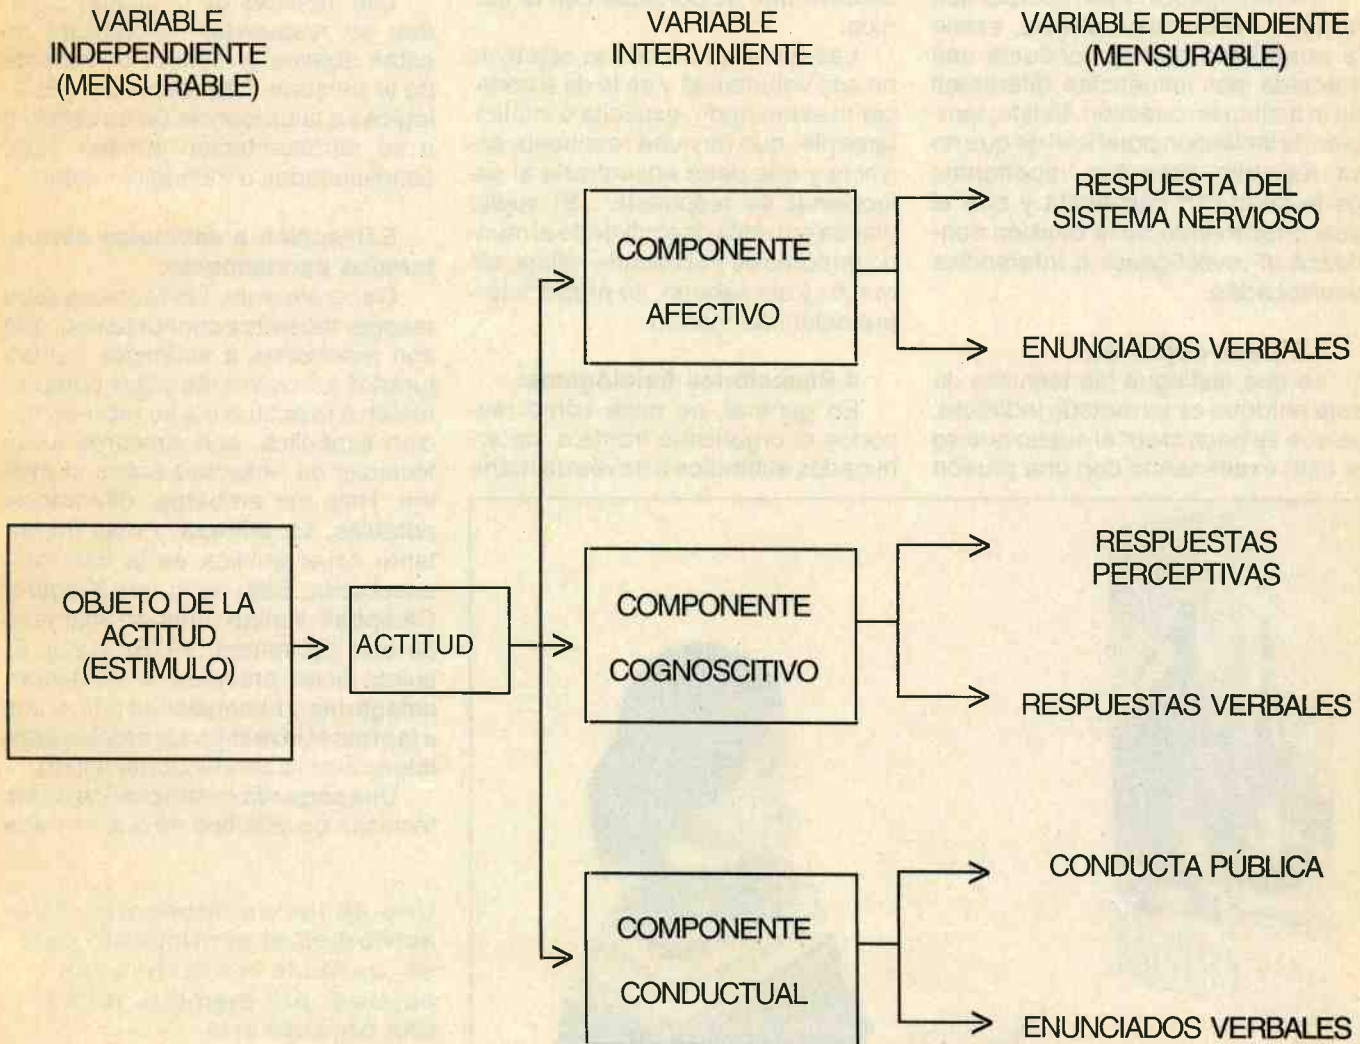 VARIABLE
INDEPENDIENTE
(MENSURABLE)
VARIABLE
INTERVINIENTE
VARIABLE DEPENDIENTE
(MENSURABLE)
OBJETO DE LA
ACTITUD
(ESTIMULO)
ACTITUD
COMPONENTE
AFECTIVO
RESPUESTA DEL
SISTEMA NERVIOSO
ENUNCIADOS VERBALES
COMPONENTE
COGNOSCITIVO
RESPUESTAS
PERCEPTIVAS
RESPUESTAS VERBALES
COMPONENTE
CONDUCTUAL
CONDUCTA PÚBLICA
ENUNCIADOS VERBALES